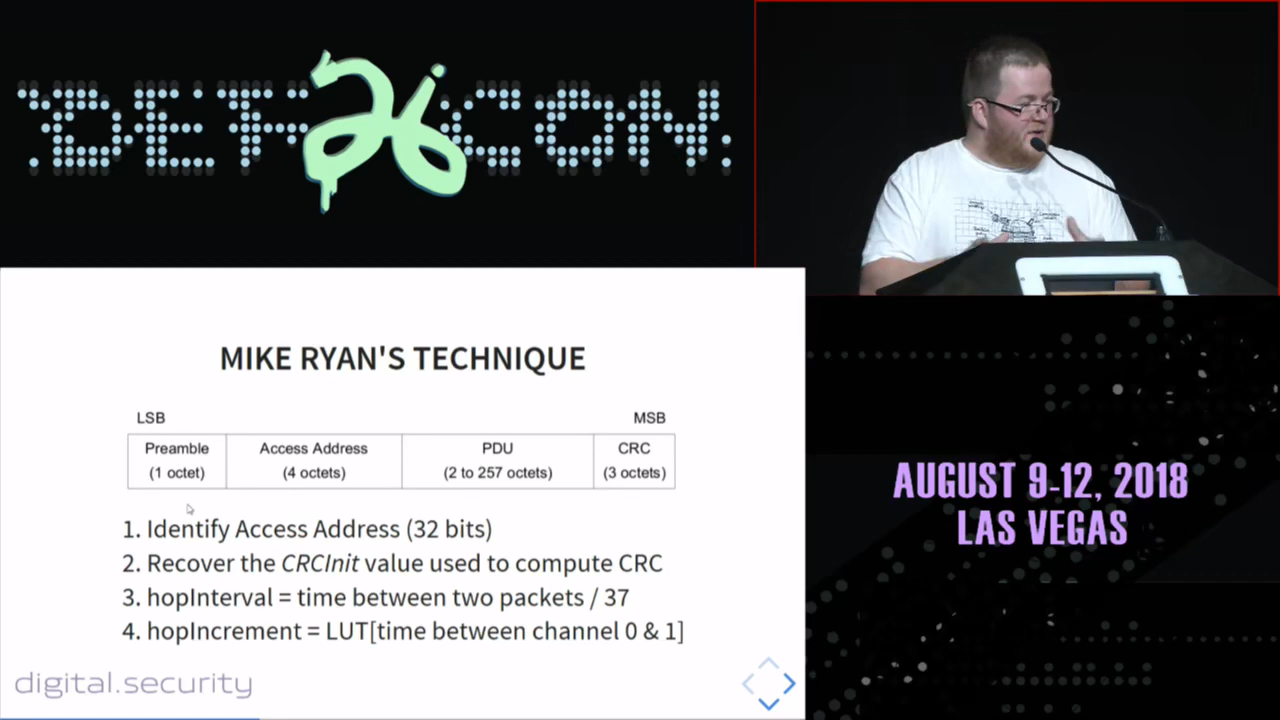 DEF CON
26
MIKE RYAN'S TECHNIQUE
LSB MSB
Preamble Access Address PDU CRC
(1 octet) (4 octets) (2 to 257 octets) (3 octets)
1. Identify Access Address (32 bits)
2. Recover the CRCInit value used to compute CRC
3. hopInterval = time between two packets / 37
4. hopIncrement = LUT[time between channel 0 & 1]
digital.security
AUGUST 9-12, 2018
LAS VEGAS